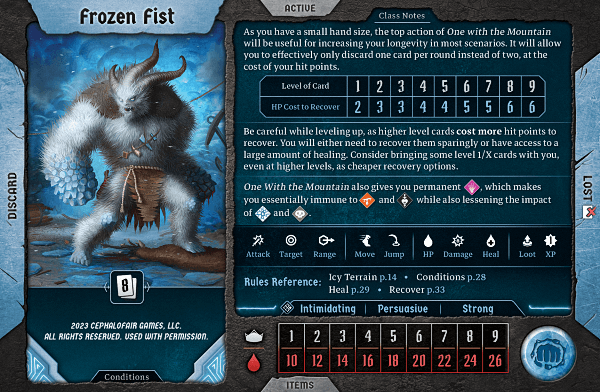 Frozen Fist
ACTIVE
Class Notes
As you have a small hand size, the top action of One with the Mountain
will be useful for increasing your longevity in most scenarios. It will allow
you to effectively only discard one card per round instead of two, at the
cost of your hit points.
Level of Card 1 2 3 4 5 6 7 8 9
HP Cost to Recover 2 3 3 4 4 5 5 6 6
Be careful while leveling up, as higher level cards cost more hit points to
recover. You will either need to recover them sparingly or have access to a
large amount of healing. Consider bringing some level 1/X cards with you,
even at higher levels, as cheaper recovery options.
One With the Mountain also gives you permanent , which makes
you essentially immune to and while also lessening the impact
of and .
Attack Target Range Move Jump HP Damage Heal Loot XP
Rules Reference: Icy Terrain p.14 • Conditions p.28
Heal p.29 • Recover p.33
Intimidating Persuasive Strong
1 2 3 4 5 6 7 8 9
10 12 14 16 18 20 22 24 26
ITEMS
DISCARD
LOST
8
2023 CEPHALOFAIR GAMES, LLC.
ALL RIGHTS RESERVED. USED WITH PERMISSION.
Conditions